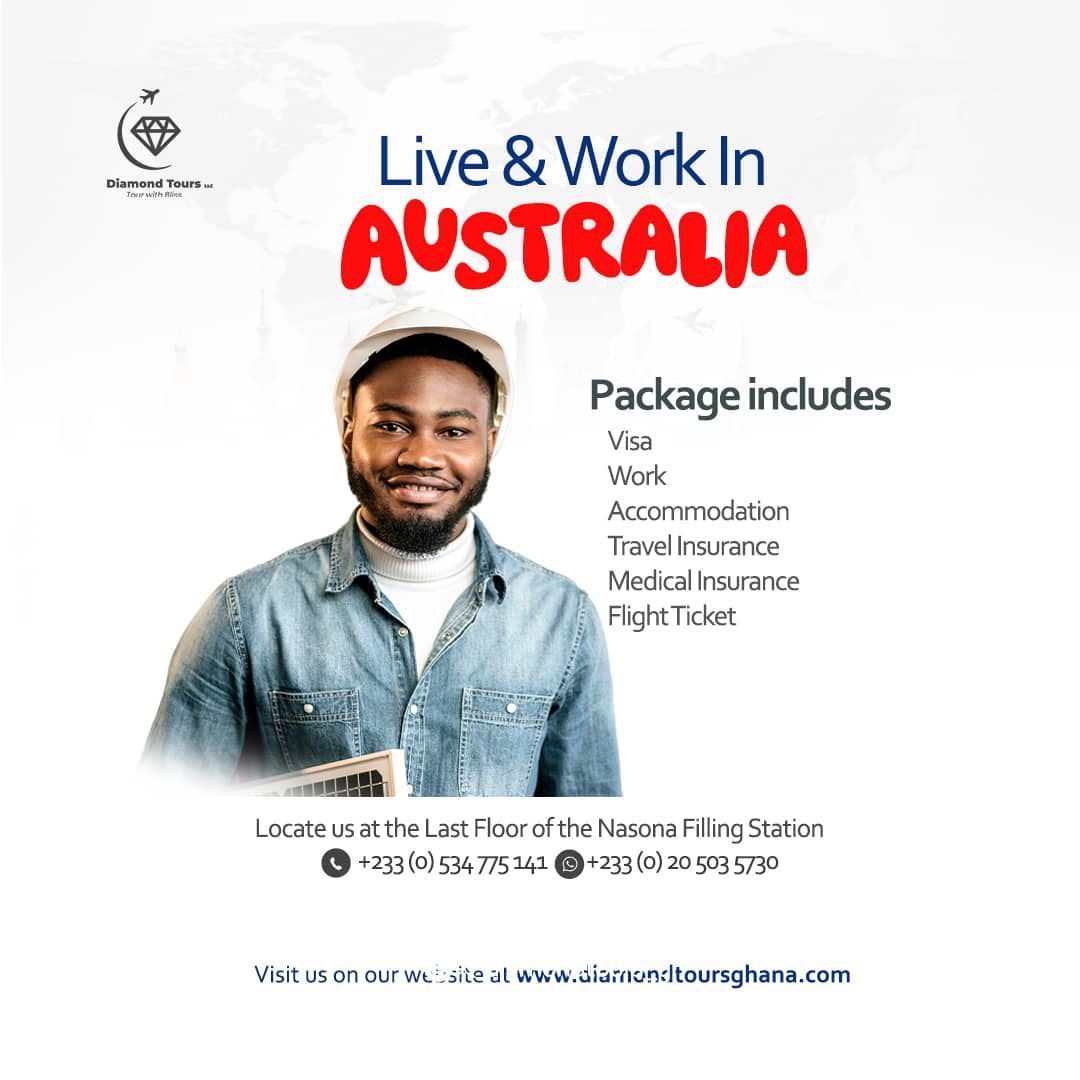 Diamond Tours LLC
Tour with Bliss
Live & Work In
AUSTRALIA
Package includes
Visa
Work
Accommodation
Travel Insurance
Medical Insurance
Flight Ticket
Locate us at the Last Floor of the Nasona Filling Station
+233 (0) 534 775 141 +233 (0) 20 503 5730
Visit us on our website at www.diamondtoursghana.com